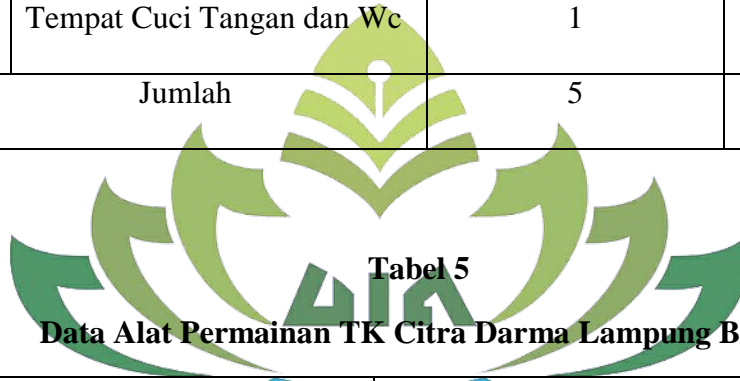 Tempat Cuci Tangan dan Wc 1
Jumlah 5
Tabel 5
Data Alat Permainan TK Citra Darma Lampung B